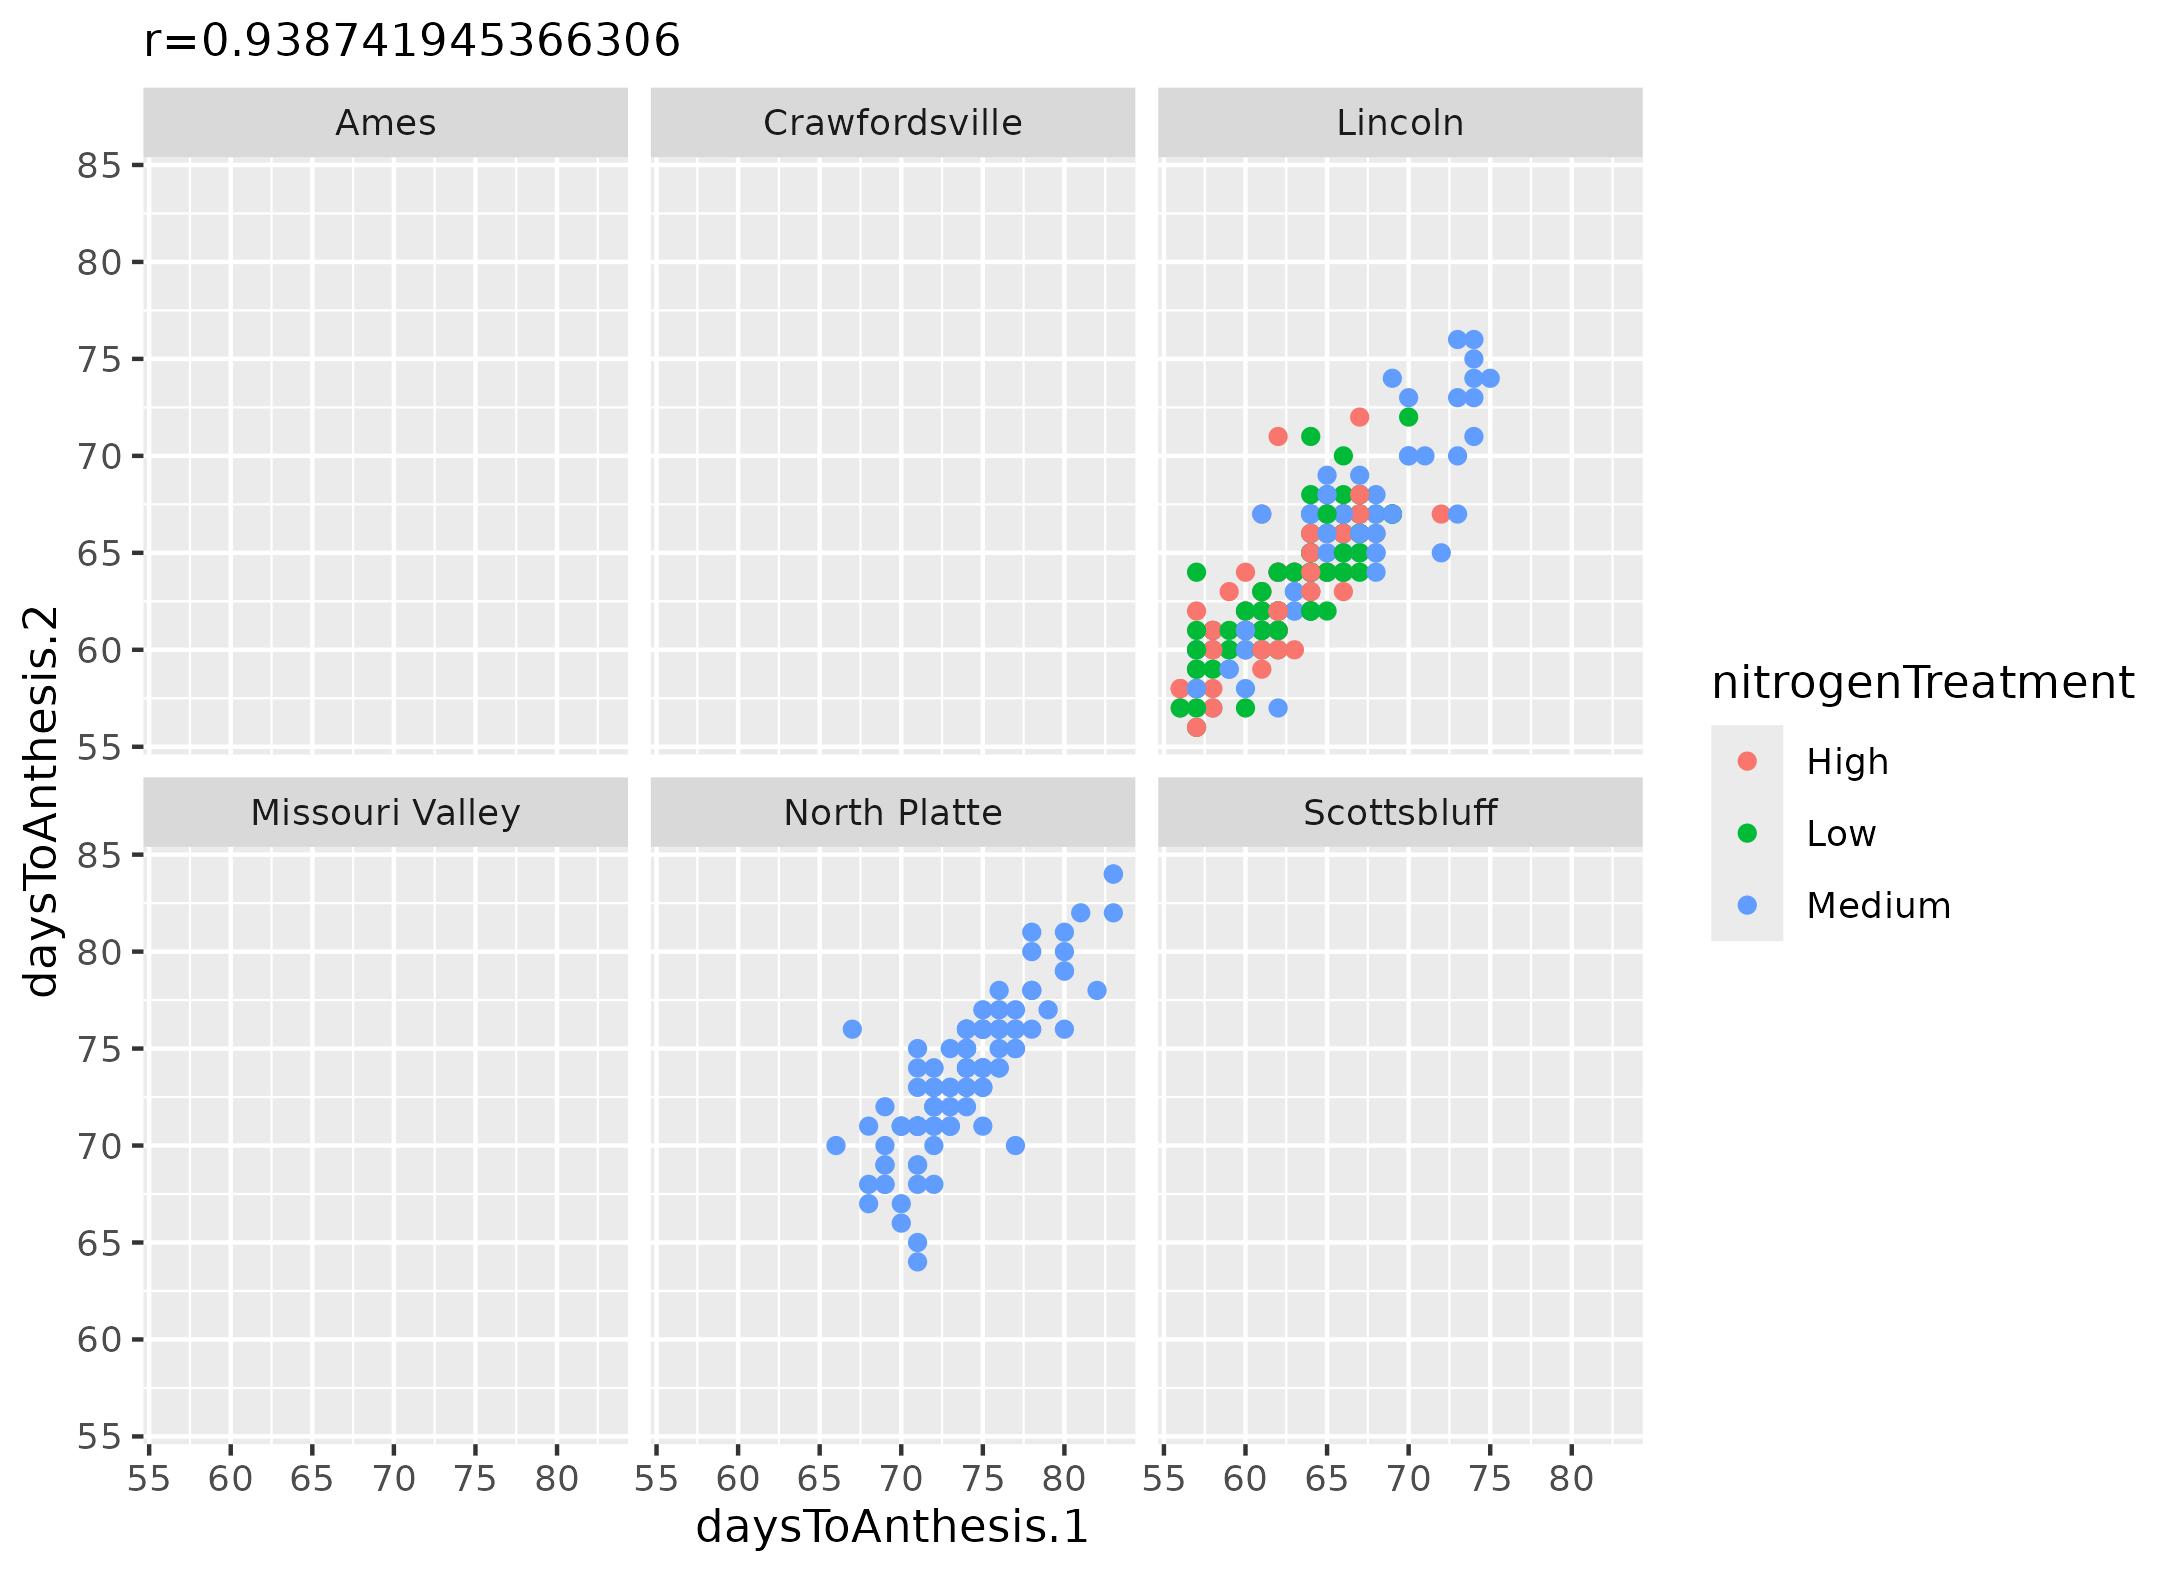 r=0.938741945366306
Ames
Crawfordsville
Lincoln
85
80
75
70
65
60
55
daysToAnthesis.2
Missouri Valley
North Platte
Scottsbluff
85
80
75
70
65
60
55
55 60 65 70 75 80
55 60 65 70 75 80
55 60 65 70 75 80
daysToAnthesis.1
nitrogenTreatment
High
Low
Medium